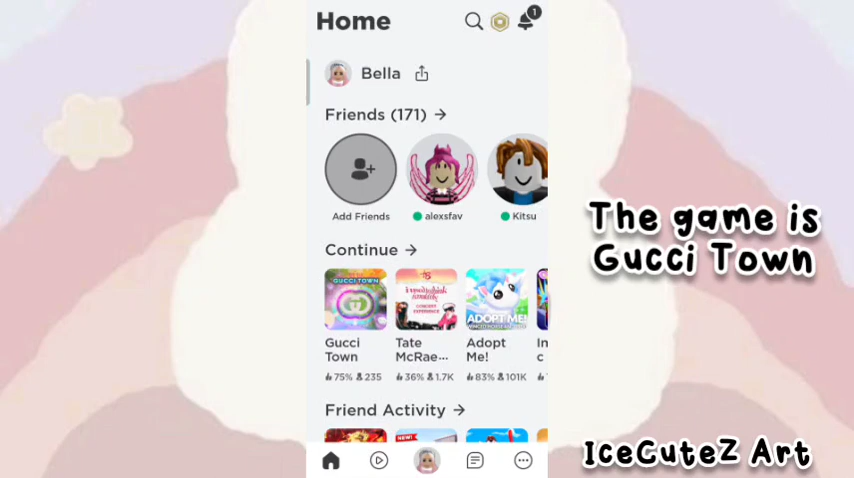 Home
1
Bella
Friends (171) →
Add Friends
alexsfav
Kitsu
Continue →
GUCCI TOWN
ADOPT ME!
Gucci Town
Tate McRae...
Adopt Me!
In
c
75% 235
36% 1.7K
83% 101K
Friend Activity →
NEW!
The game is
Gucci Town
IceCuteZ Art